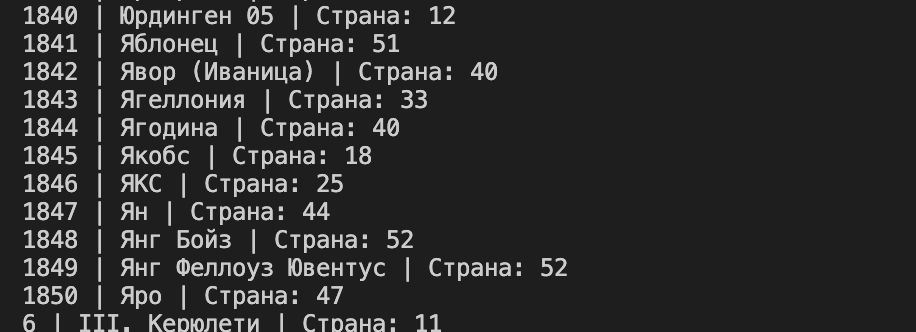 1840 | Юрдинген 05 | Страна: 12
1841 | Яблонец | Страна: 51
1842 | Явор (Иваница) | Страна: 40
1843 | Ягеллония | Страна: 33
1844 | Ягодина | Страна: 40
1845 | Якобс | Страна: 18
1846 | ЯКС | Страна: 25
1847 | Ян | Страна: 44
1848 | Янг Бойз | Страна: 52
1849 | Янг Феллоуз Ювентус | Страна: 52
1850 | Яро | Страна: 47
6 | III. Керюлети | Страна: 11